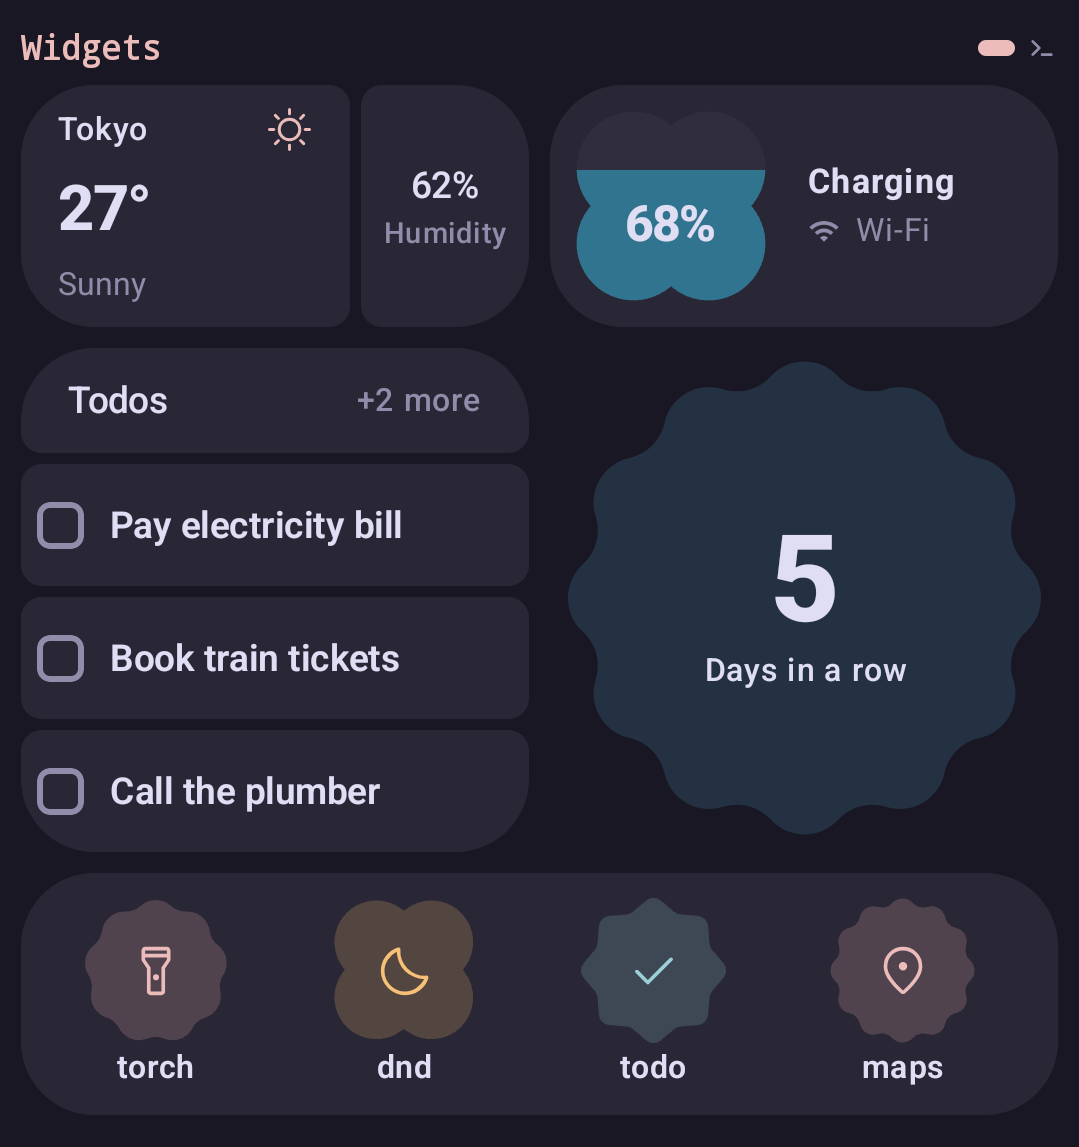 Widgets
Tokyo
27°
Sunny
62%
Humidity
68%
Charging
Wi-Fi
Todos
+2 more
Pay electricity bill
Book train tickets
Call the plumber
5
Days in a row
torch
dnd
todo
maps